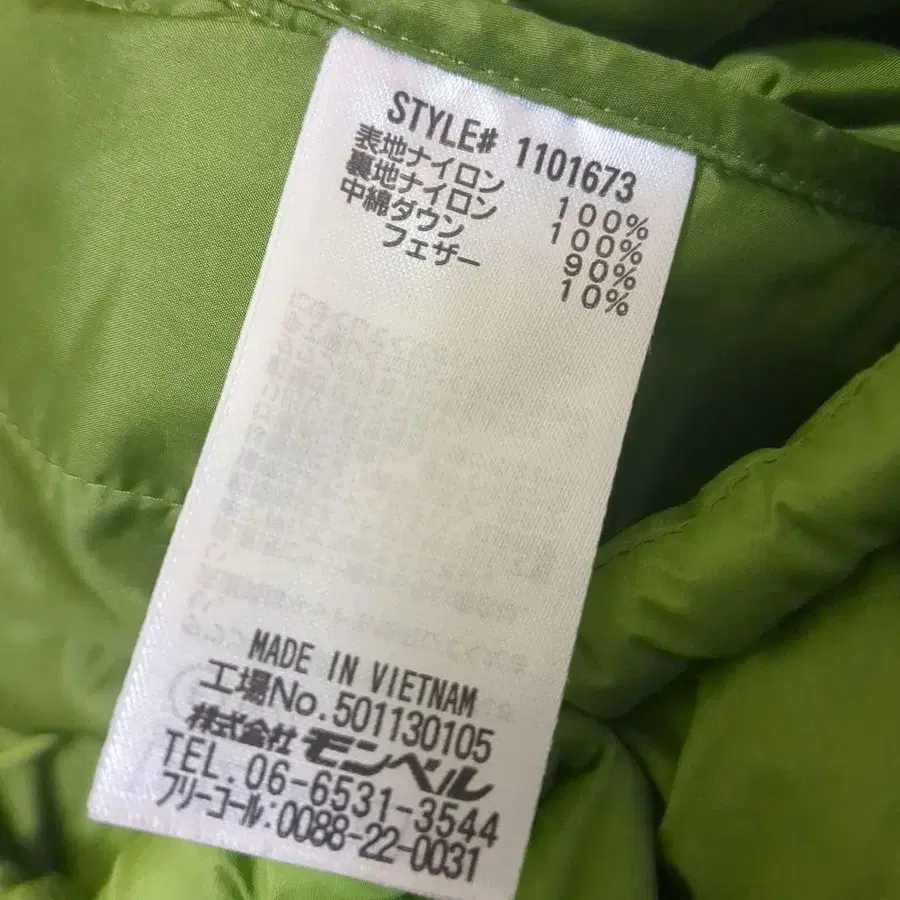 STYLE# 1101673
表地ナイロン 100%
裏地ナイロン 100%
中綿ダウン 90%
フェザー 10%
MADE IN VIETNAM
工場No.501130105
株式会社 モンベル
TEL. 06-6531-3544
フリーコール:0088-22-0031